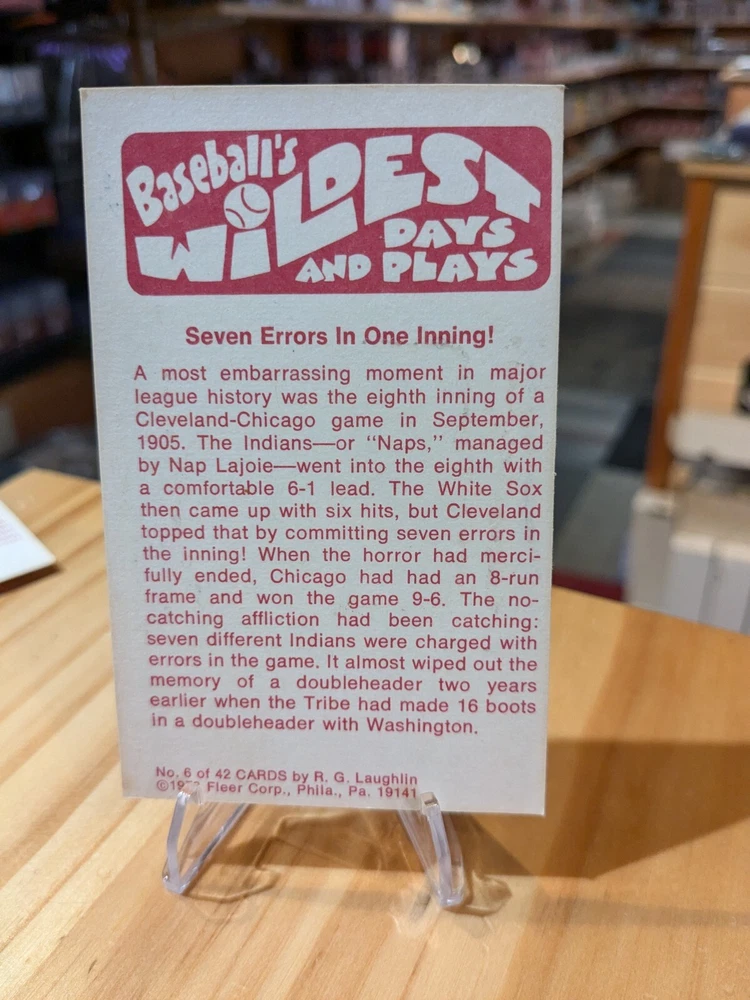 Baseball's
WiLDEST
DAYS
AND PLAYS
Seven Errors In One Inning!
A most embarrassing moment in major
league history was the eighth inning of a
Cleveland-Chicago game in September,
1905. The Indians—or "Naps," managed
by Nap Lajoie—went into the eighth with
a comfortable 6-1 lead. The White Sox
then came up with six hits, but Cleveland
topped that by committing seven errors in
the inning! When the horror had merci-
fully ended, Chicago had had an 8-run
frame and won the game 9-6. The no-
catching affliction had been catching:
seven different Indians were charged with
errors in the game. It almost wiped out the
memory of a doubleheader two years
earlier when the Tribe had made 16 boots
in a doubleheader with Washington.
No. 6 of 42 CARDS by R. G. Laughlin
Fleer Corp., Phila., Pa. 19141